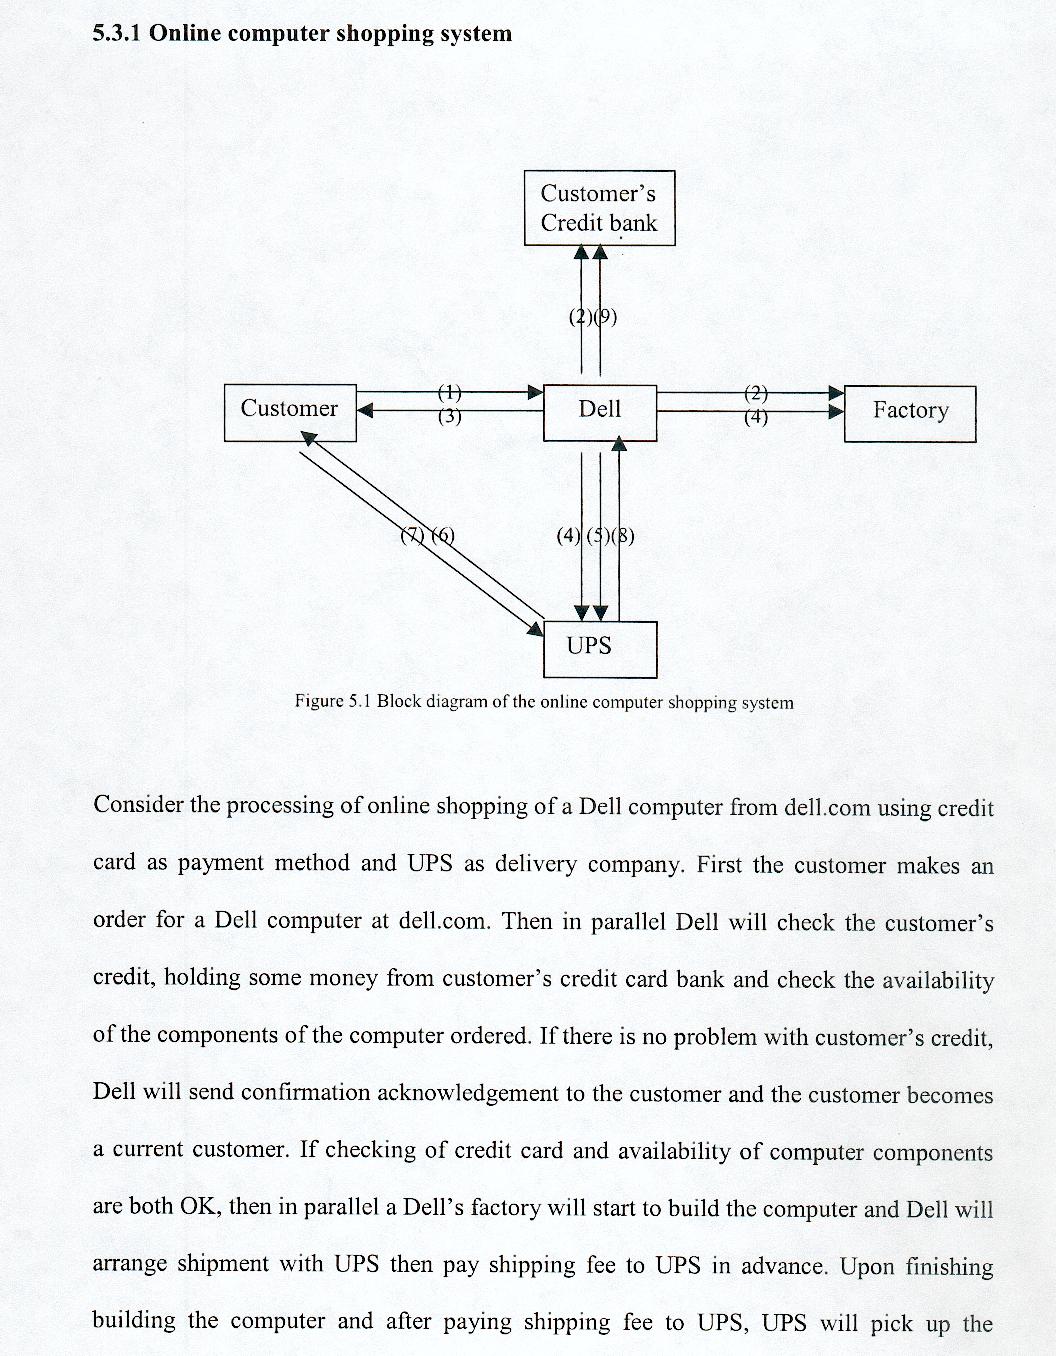 5.3.1 Online computer shopping system
Customer's
Credit bank
(2)(9)
Customer
(1)
(3)
Dell
(2)
(4)
Factory
(7) (6)
(4) (5)(8)
UPS
Figure 5.1 Block diagram of the online computer shopping system
Consider the processing of online shopping of a Dell computer from dell.com using credit
card as payment method and UPS as delivery company. First the customer makes an
order for a Dell computer at dell.com. Then in parallel Dell will check the customer's
credit, holding some money from customer's credit card bank and check the availability
of the components of the computer ordered. If there is no problem with customer's credit,
Dell will send confirmation acknowledgement to the customer and the customer becomes
a current customer. If checking of credit card and availability of computer components
are both OK, then in parallel a Dell's factory will start to build the computer and Dell will
arrange shipment with UPS then pay shipping fee to UPS in advance. Upon finishing
building the computer and after paying shipping fee to UPS, UPS will pick up the